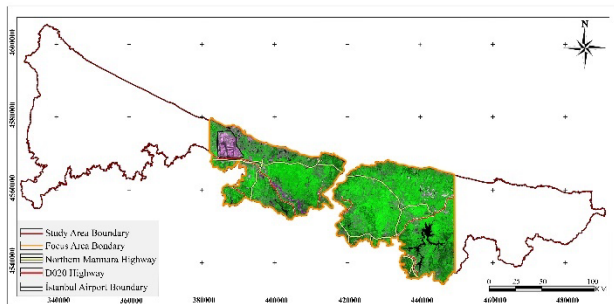 N
4600000
4580000
4560000
4540000
Study Area Boundary
Focus Area Boundary
Northern Marmara Highway
D020 Highway
İstanbul Airport Boundary
0 25 50 100
KM
340000 360000 380000 400000 420000 440000 460000 480000